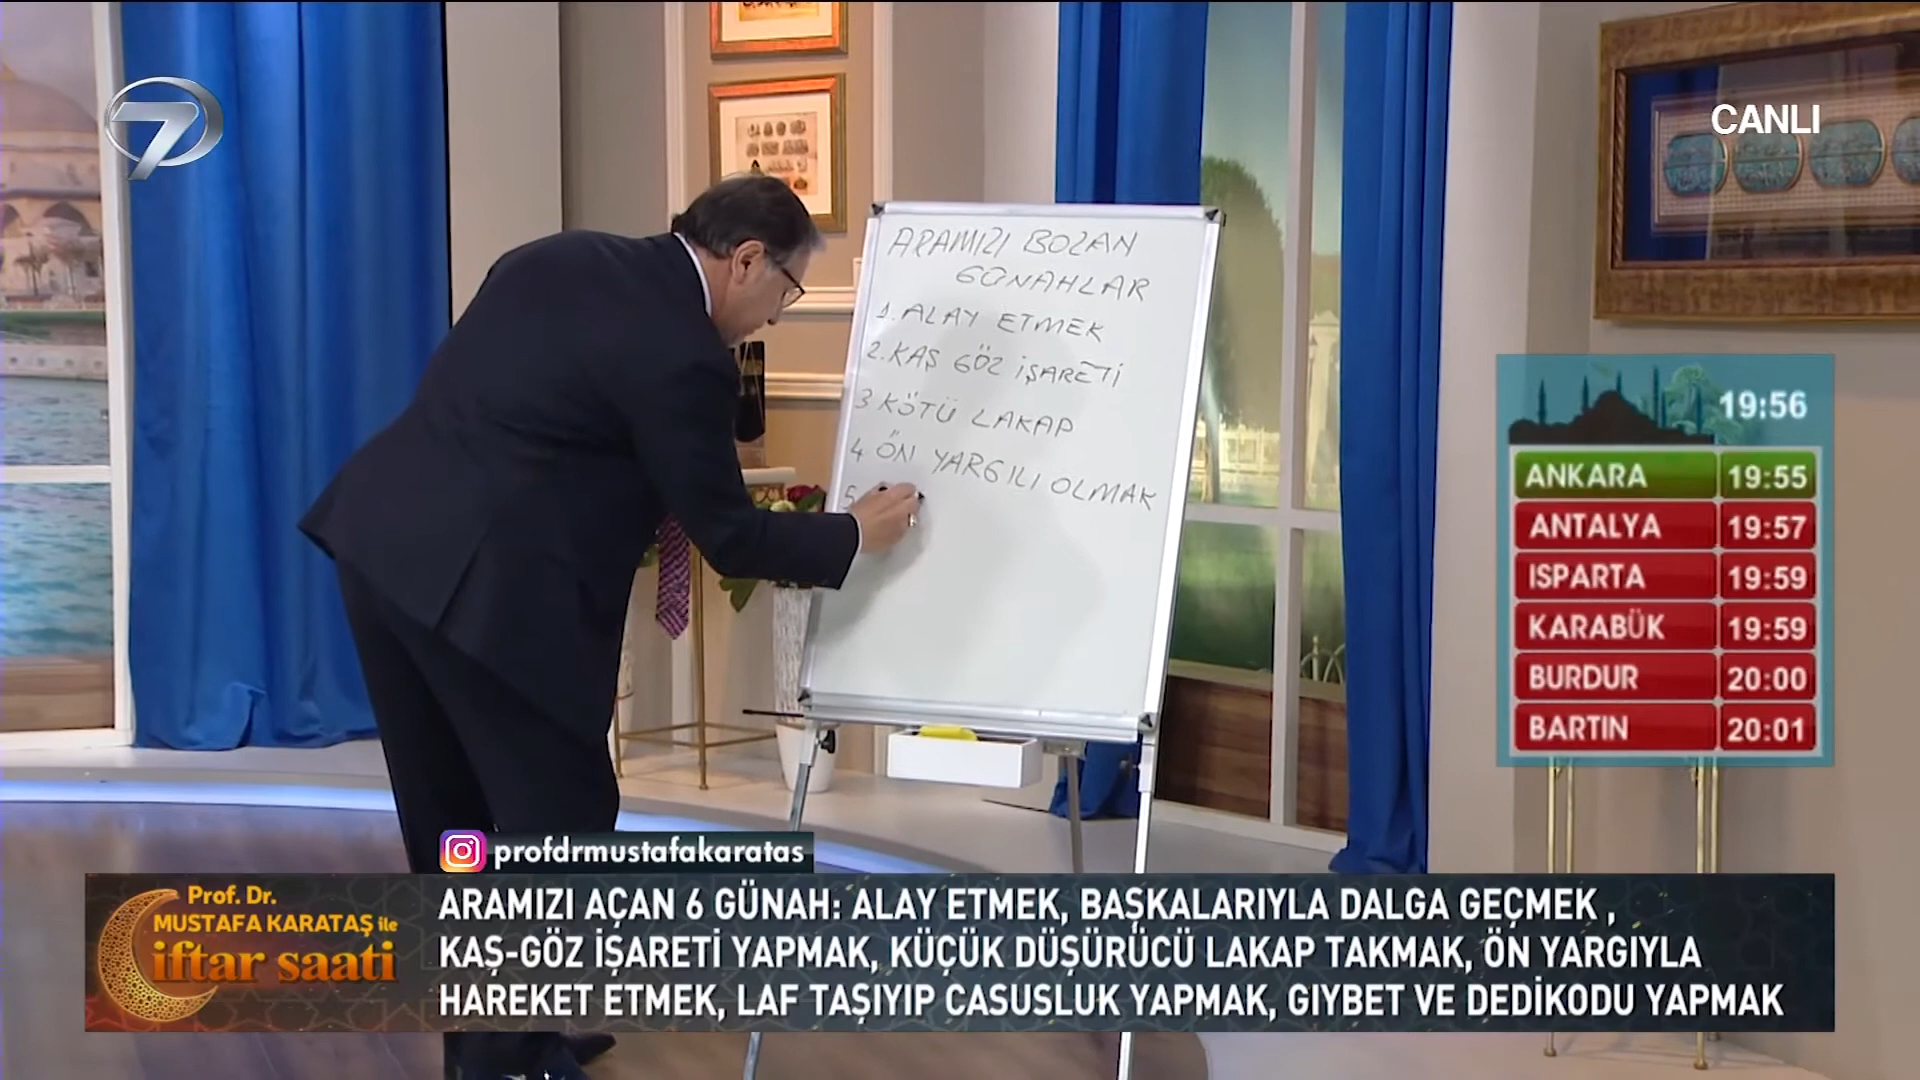 7
CANLI
ARAMIZI BOZAN
GÜNAHLAR
1. ALAY ETMEK
2. KAŞ GÖZ İŞARETİ
3 KÖTÜ LAKAP
4 ÖN YARGILI OLMAK
5
19:56
ANKARA 19:55
ANTALYA 19:57
ISPARTA 19:59
KARABÜK 19:59
BURDUR 20:00
BARTIN 20:01
profdrmustafakaratas
Prof. Dr.
MUSTAFA KARATAŞ ile
iftar saati
ARAMIZI AÇAN 6 GÜNAH: ALAY ETMEK, BAŞKALARIYLA DALGA GEÇMEK ,
KAŞ-GÖZ İŞARETİ YAPMAK, KÜÇÜK DÜŞÜRÜCÜ LAKAP TAKMAK, ÖN YARGIYLA
HAREKET ETMEK, LAF TAŞIYIP CASUSLUK YAPMAK, GIYBET VE DEDİKODU YAPMAK